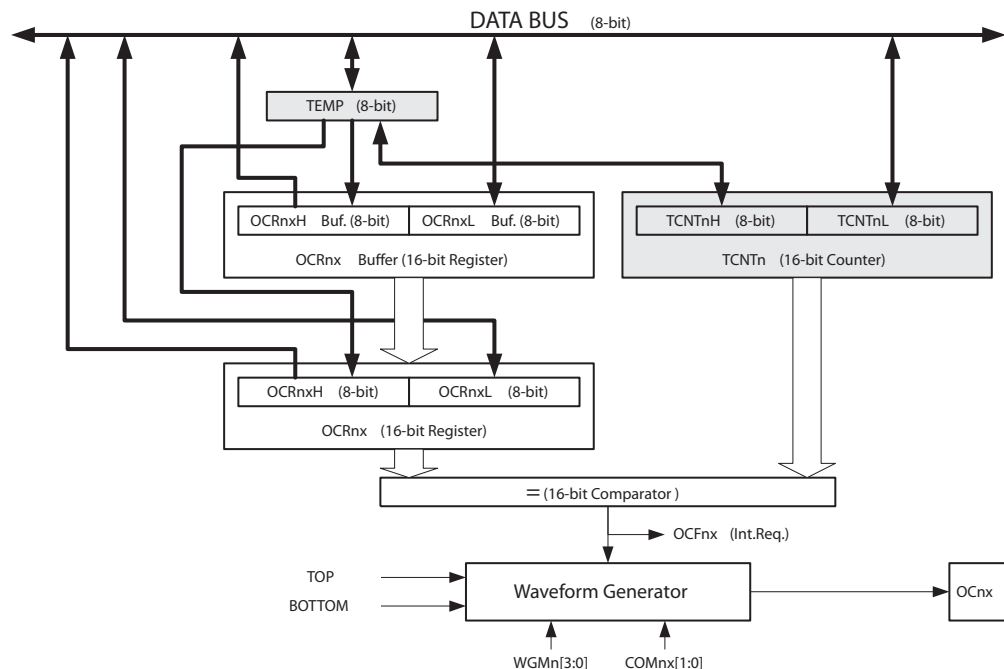 DATA BUS (8-bit)
TEMP (8-bit)
OCRnxH Buf. (8-bit) OCRnxL Buf. (8-bit)
OCRnx Buffer (16-bit Register)
TCNTnH (8-bit) TCNTnL (8-bit)
TCNTn (16-bit Counter)
OCRnxH (8-bit) OCRnxL (8-bit)
OCRnx (16-bit Register)
= (16-bit Comparator )
OCFnx (Int.Req.)
TOP
BOTTOM
Waveform Generator
OCnx
WGMn[3:0] COMnx[1:0]